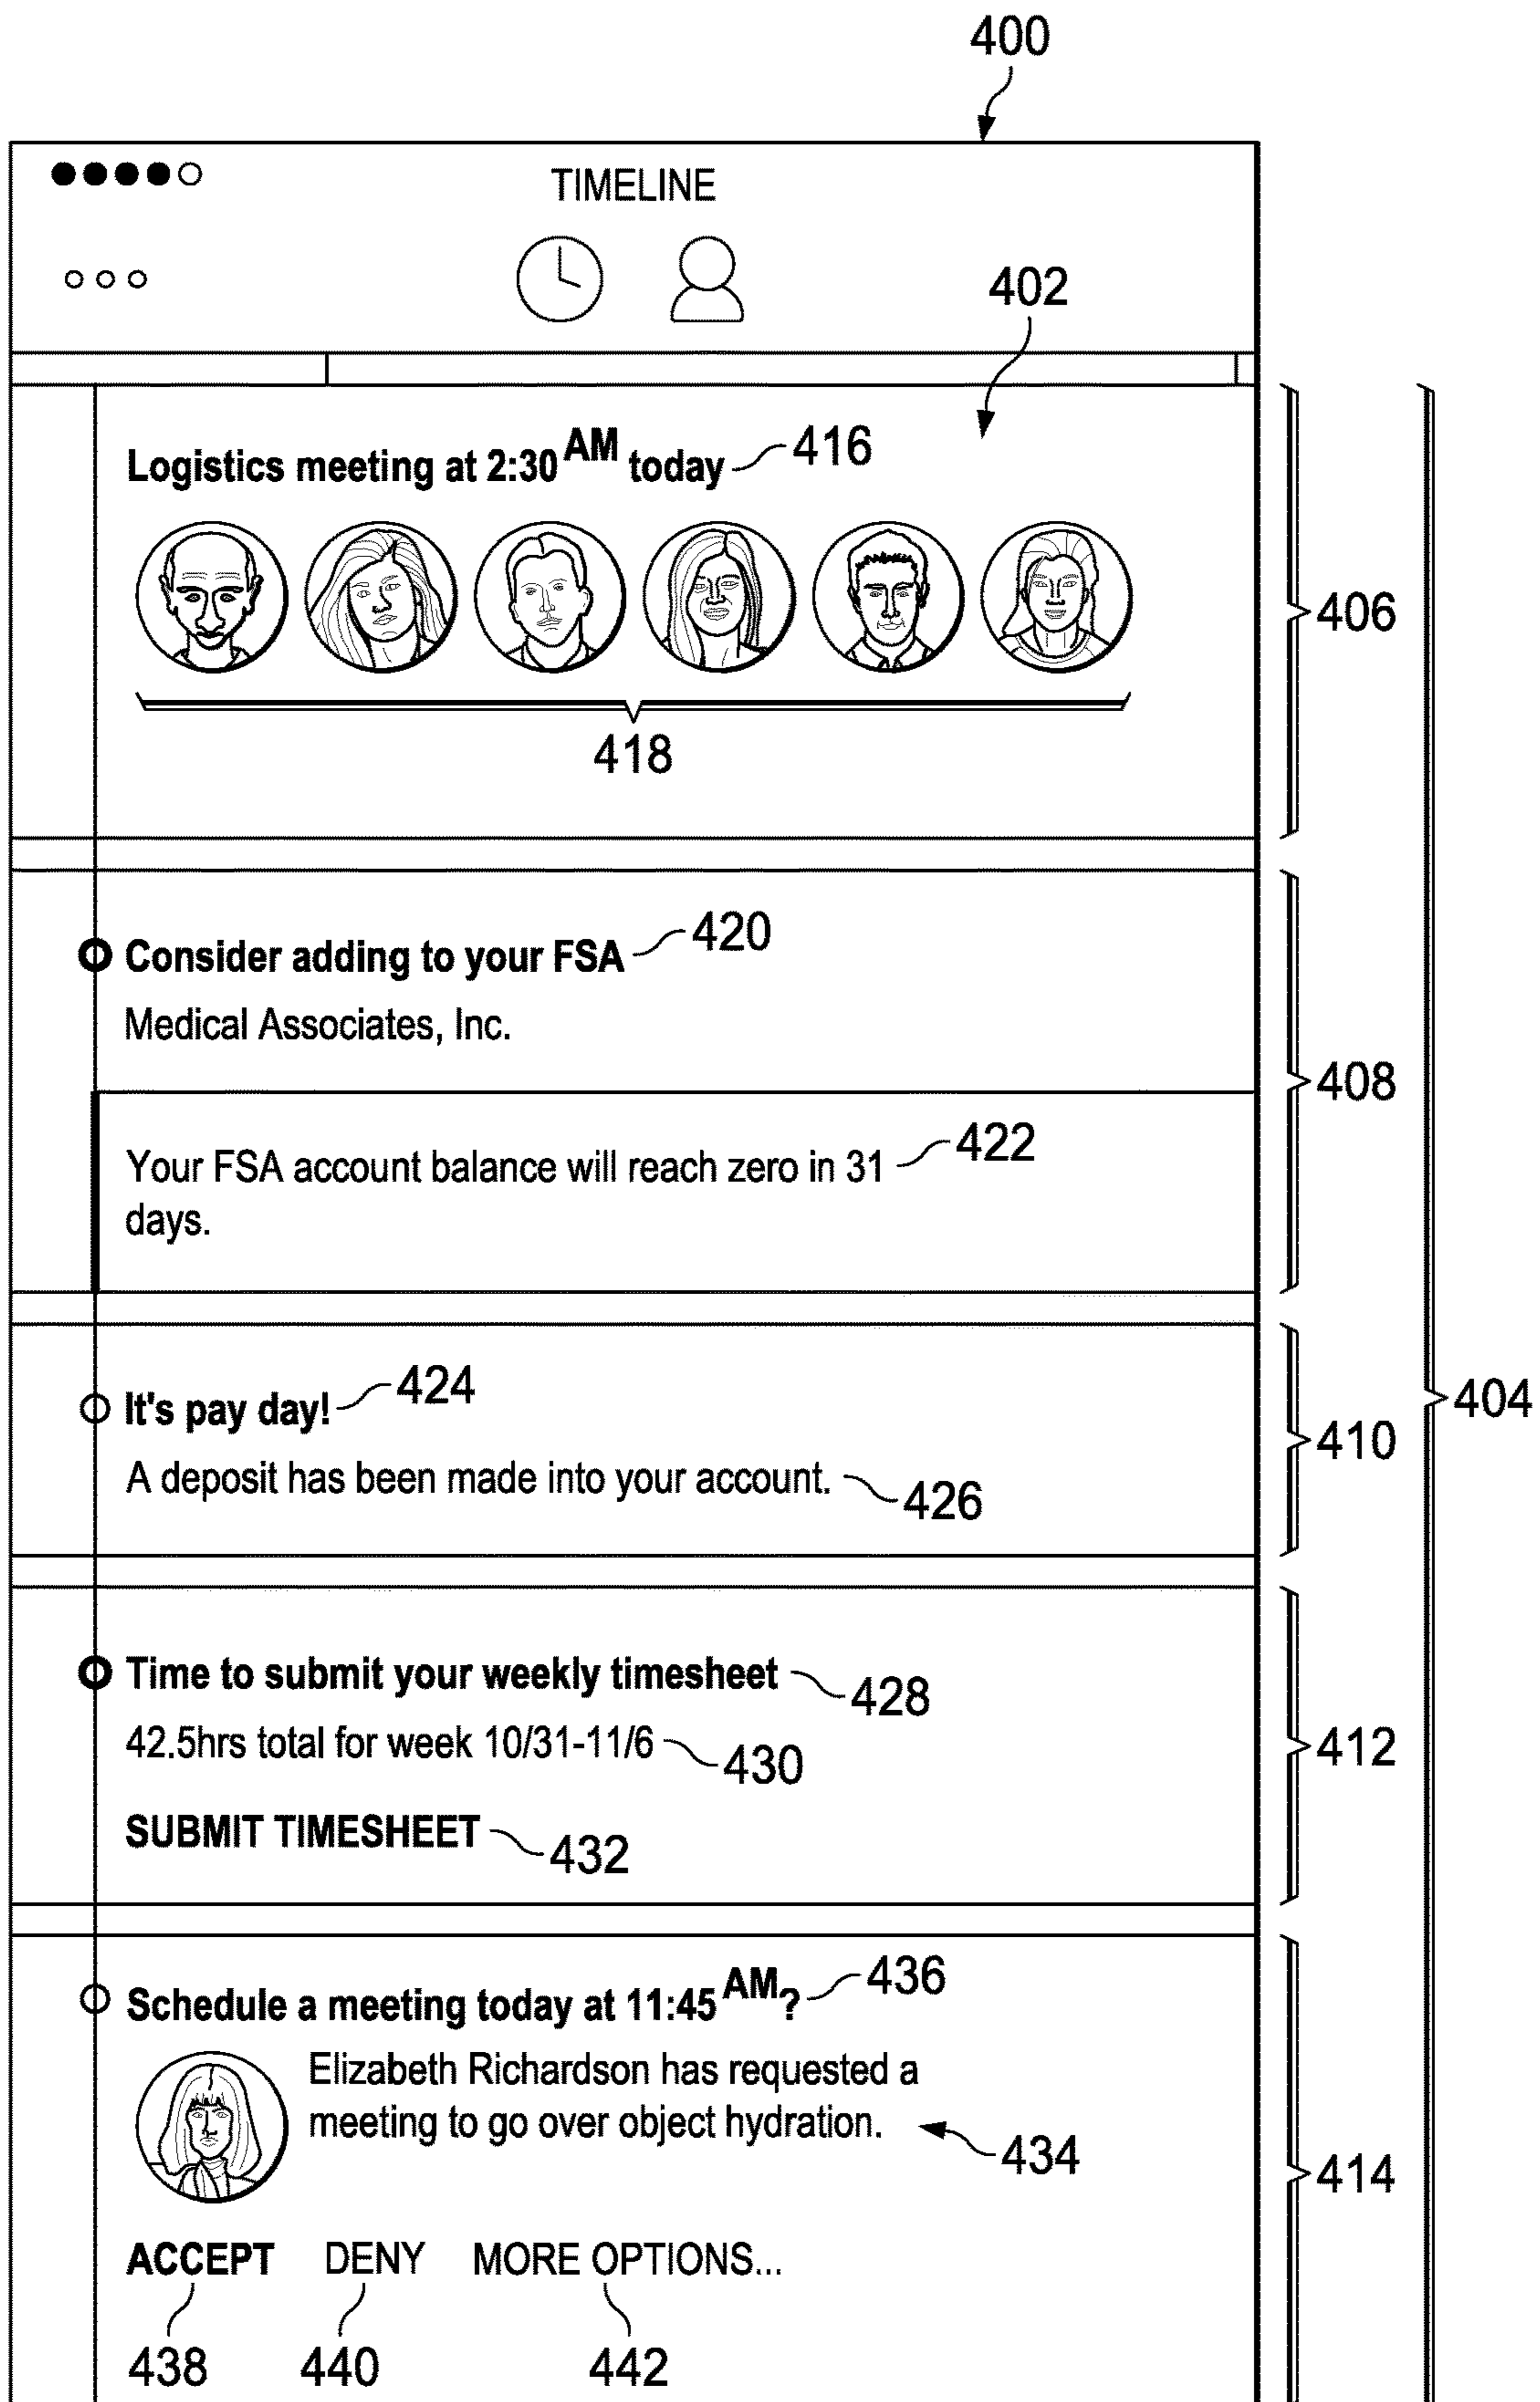 400
TIMELINE
402
Logistics meeting at 2:30 AM today 416
406
418
Consider adding to your FSA 420
Medical Associates, Inc.
408
Your FSA account balance will reach zero in 31 422
days.
It's pay day! 424
404
410
A deposit has been made into your account. 426
Time to submit your weekly timesheet 428
42.5hrs total for week 10/31-11/6 430
412
SUBMIT TIMESHEET 432
Schedule a meeting today at 11:45 AM? 436
Elizabeth Richardson has requested a
meeting to go over object hydration. 434
414
ACCEPT DENY MORE OPTIONS...
438 440 442